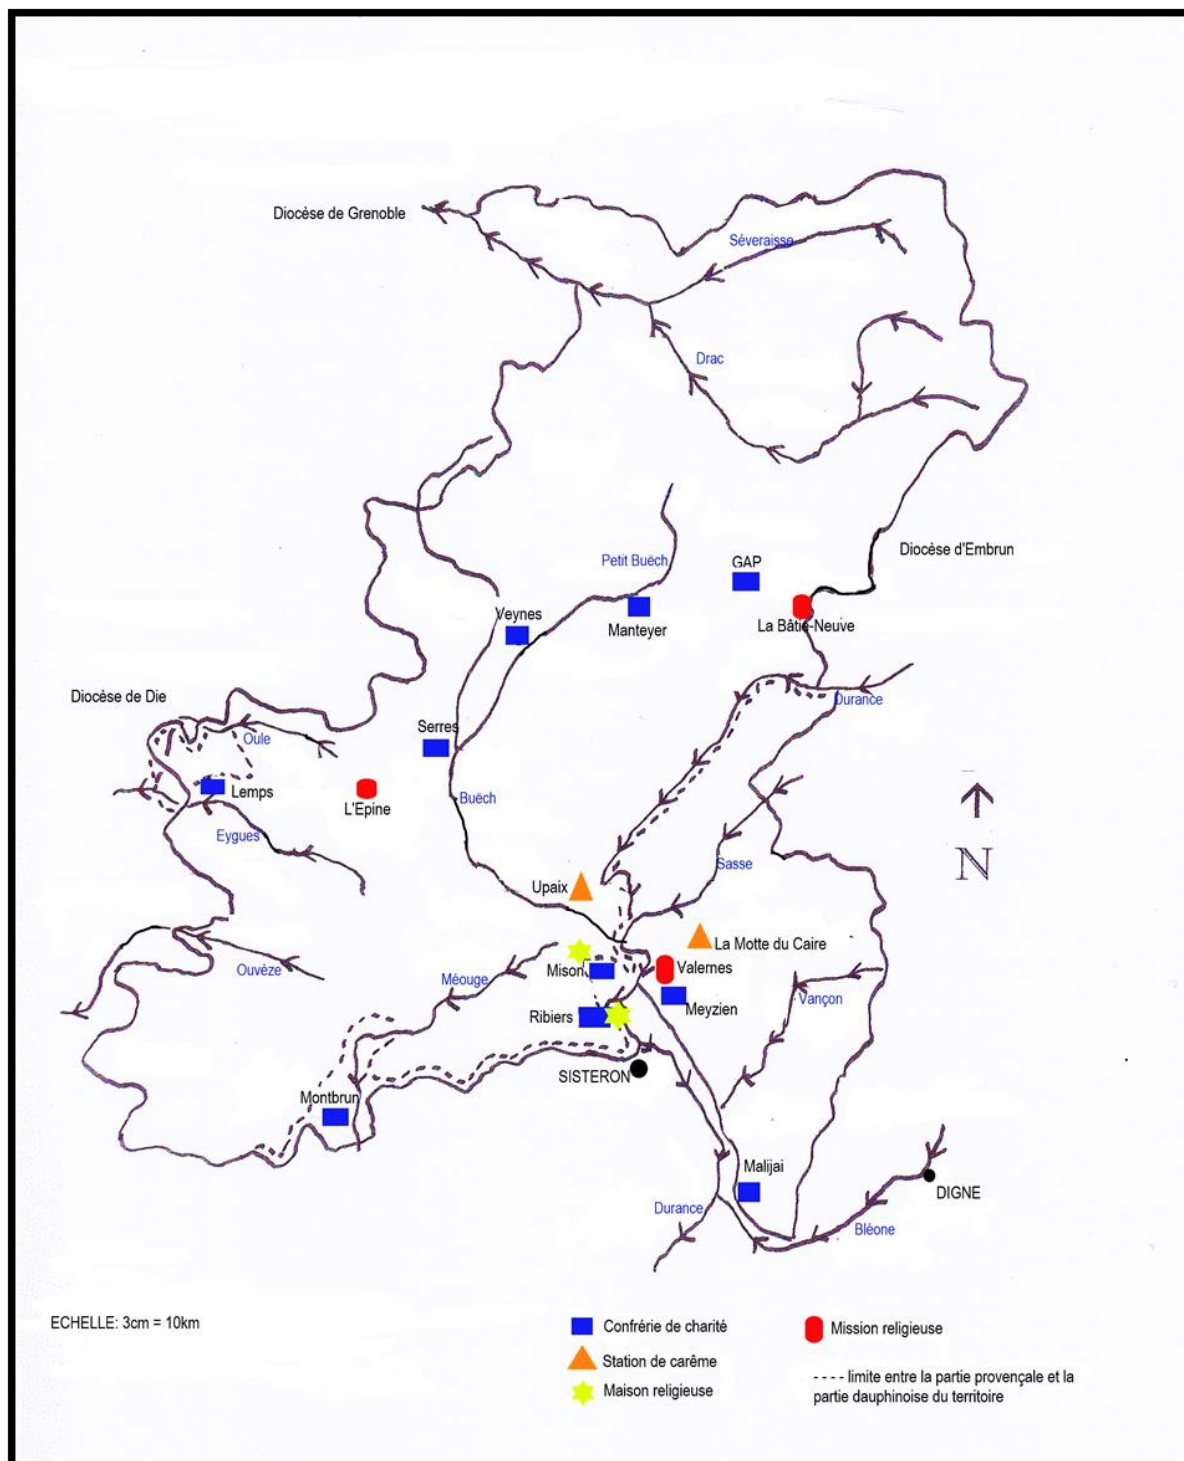 Diocèse de Grenoble
Séveraisse
Drac
Diocèse d'Embrun
Petit Buëch
GAP
Veynes
Manteyer
La Bâtie-Neuve
Diocèse de Die
Durance
Serres
Oule
Lemps
L'Epine
Buëch
Eygues
Sasse
Upaix
N
La Motte du Caire
Ouvèze
Méouge
Mison
Valernes
Vançon
Meyzien
Ribiers
SISTERON
Montbrun
Malijai
DIGNE
Durance
Bléone
ECHELLE: 3cm = 10km
Confrérie de charité
Mission religieuse
Station de carême
Maison religieuse
---- limite entre la partie provençale et la
partie dauphinoise du territoire